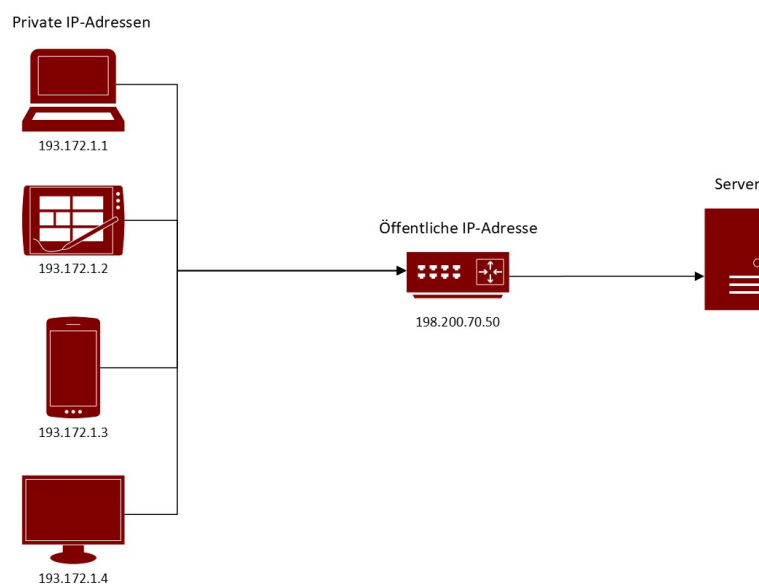 Private IP-Adressen
193.172.1.1
193.172.1.2
193.172.1.3
193.172.1.4
Öffentliche IP-Adresse
198.200.70.50
Server